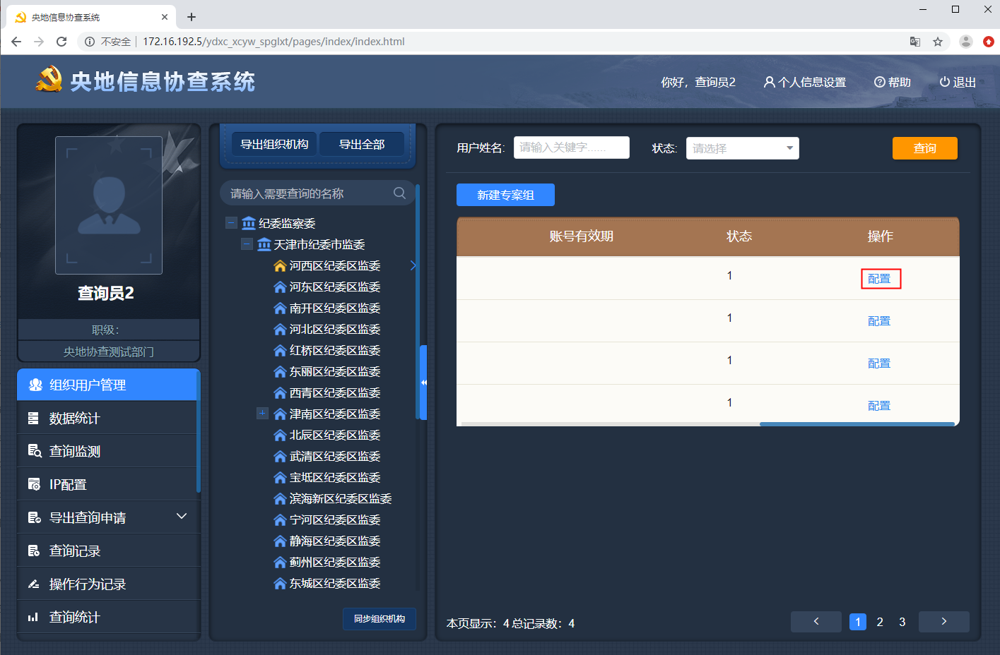 央地信息协查系统
不安全 172.16.192.5/ydxc_xcyw_spglxt/pages/index/index.html
央地信息协查系统
你好，查询员2
个人信息设置
帮助
退出
查询员2
职级：
央地协查测试部门
组织用户管理
数据统计
查询监测
IP配置
导出查询申请
查询记录
操作行为记录
查询统计
导出组织机构 导出全部
请输入需要查询的名称
纪委监察委
天津市纪委市监委
河西区纪委区监委
河东区纪委区监委
南开区纪委区监委
河北区纪委区监委
红桥区纪委区监委
东丽区纪委区监委
西青区纪委区监委
津南区纪委区监委
北辰区纪委区监委
武清区纪委区监委
宝坻区纪委区监委
滨海新区纪委区监委
宁河区纪委区监委
静海区纪委区监委
蓟州区纪委区监委
东城区纪委区监委
同步组织机构
用户姓名: 请输入关键字...... 状态: 请选择 查询
新建专案组
账号有效期 状态 操作
1 配置
1 配置
1 配置
1 配置
本页显示：4 总记录数：4
1 2 3